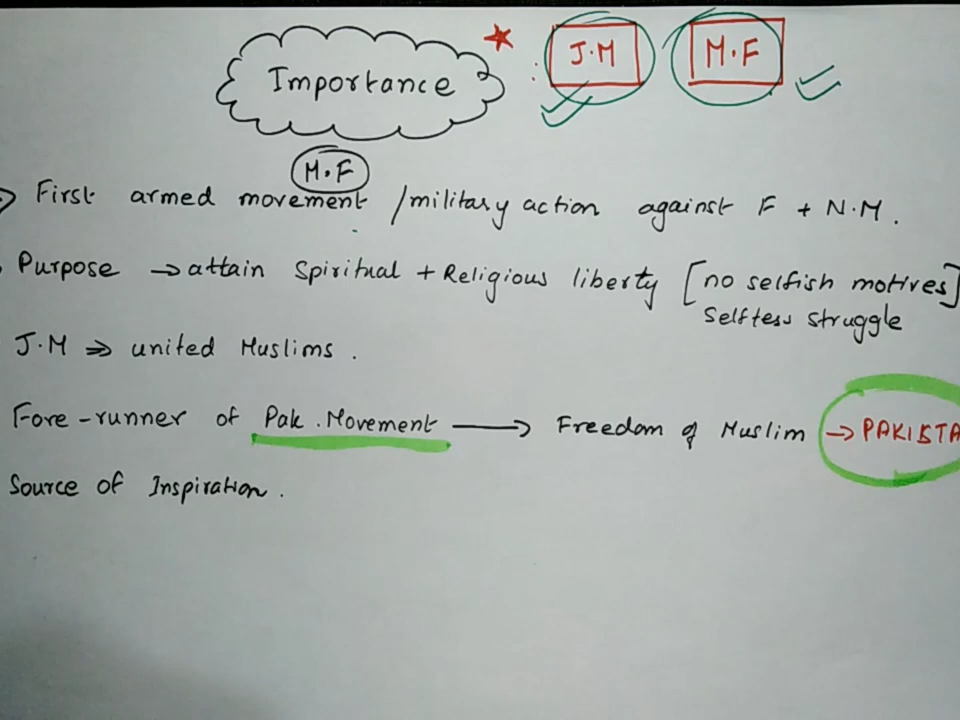 Importance
J.M
M.F
M.F
First armed movement /military action against F + N.M.
Purpose → attain Spiritual + Religious liberty [no selfish motives]
Selftess struggle
J.M ⇒ united Muslims.
Fore-runner of Pak.Movement → Freedom of Muslim → PAKISTA
Source of Inspiration.